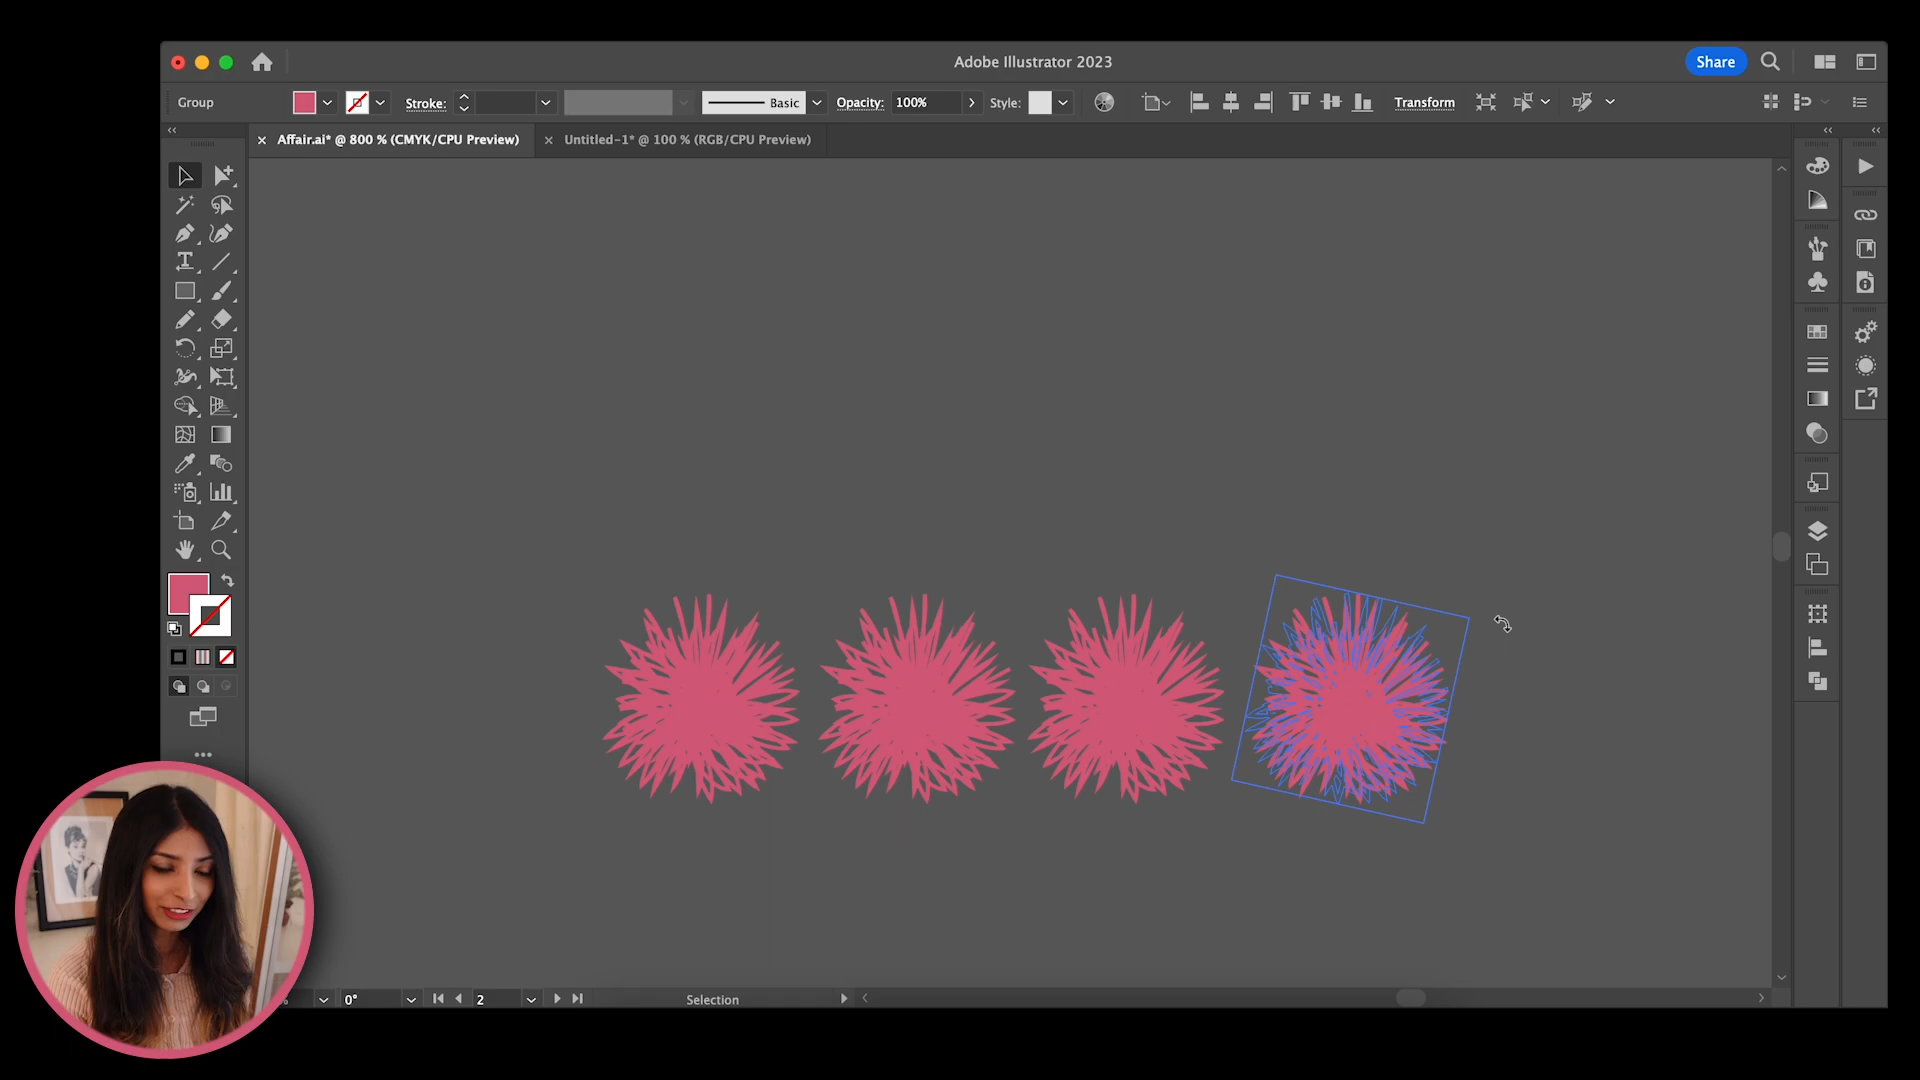 Adobe Illustrator 2023
Share
Group
Stroke:
Basic
Opacity:
100%
Style:
Transform
Affair.ai* @ 800 % (CMYK/CPU Preview)
Untitled-1* @ 100 % (RGB/CPU Preview)
0°
2
Selection